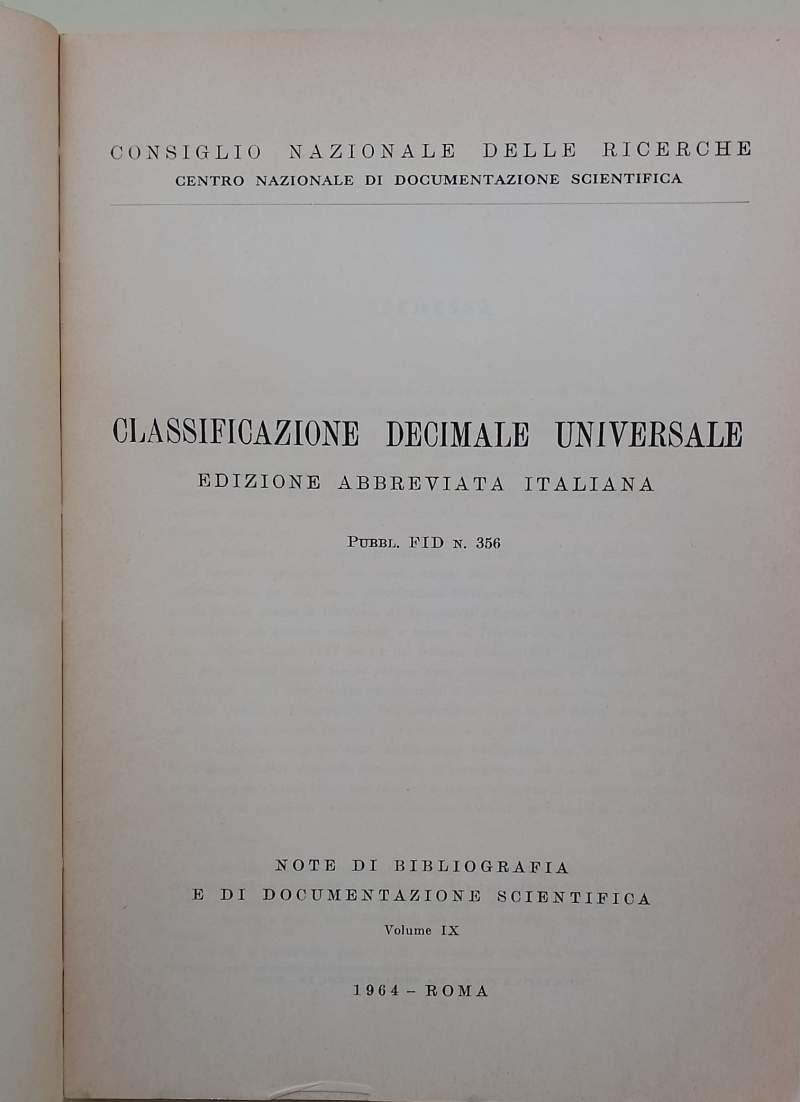 CONSIGLIO NAZIONALE DELLE RICERCHE
CENTRO NAZIONALE DI DOCUMENTAZIONE SCIENTIFICA
CLASSIFICAZIONE DECIMALE UNIVERSALE
EDIZIONE ABBREVIATA ITALIANA
PUBBL. FID N. 356
NOTE DI BIBLIOGRAFIA
E DI DOCUMENTAZIONE SCIENTIFICA
Volume IX
1964 – ROMA